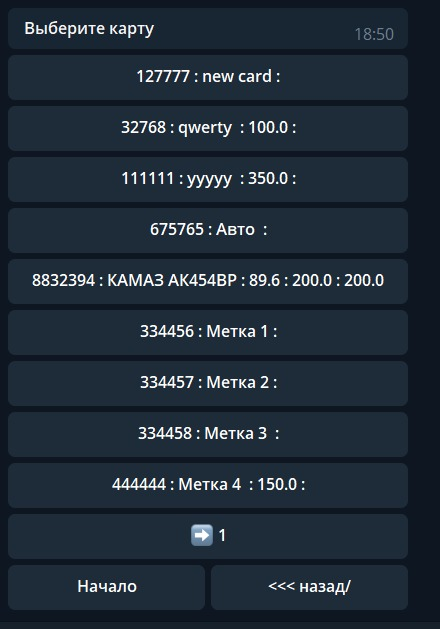 Выберите карту
18:50
127777 : new card :
32768 : qwerty : 100.0 :
111111 : yyyyy : 350.0 :
675765 : Авто :
8832394 : КАМАЗ АК454ВР : 89.6 : 200.0 : 200.0
334456 : Метка 1 :
334457 : Метка 2 :
334458 : Метка 3 :
444444 : Метка 4 : 150.0 :
➡️ 1
Начало
<<< назад/